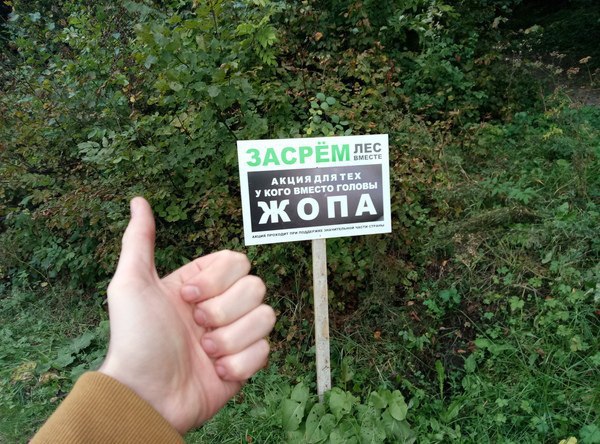 ЗАСРЁМ ЛЕС
ВМЕСТЕ
АКЦИЯ ДЛЯ ТЕХ
У КОГО ВМЕСТО ГОЛОВЫ
ЖОПА
АКЦИЯ ПРОХОДИТ ПРИ ПОДДЕРЖКЕ ЗНАЧИТЕЛЬНОЙ ЧАСТИ СТРАНЫ